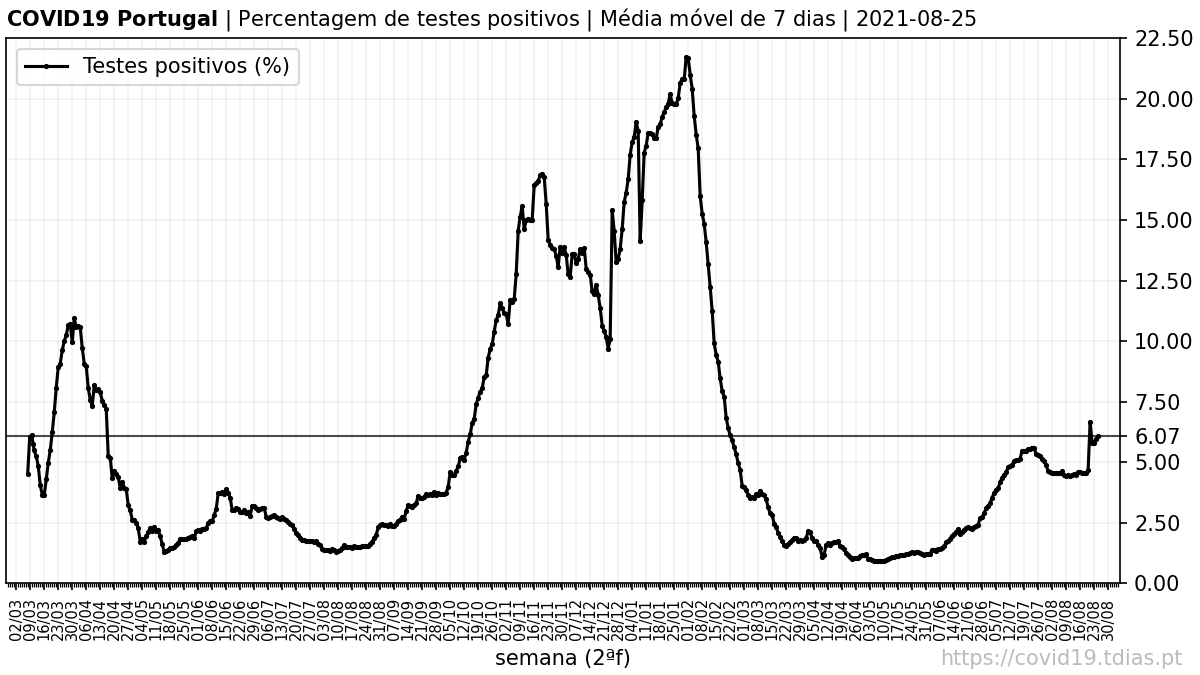 COVID19 Portugal | Percentagem de testes positivos | Média móvel de 7 dias | 2021-08-25
Testes positivos (%)
22.50
20.00
17.50
15.00
12.50
10.00
7.50
6.07
5.00
2.50
0.00
02/03 09/03 16/03 23/03 30/03 06/04 13/04 20/04 27/04 04/05 11/05 18/05 25/05 01/06 08/06 15/06 22/06 29/06 06/07 13/07 20/07 27/07 03/08 10/08 17/08 24/08 31/08 07/09 14/09 21/09 28/09 05/10 12/10 19/10 26/10 02/11 09/11 16/11 23/11 30/11 07/12 14/12 21/12 28/12 04/01 11/01 18/01 25/01 01/02 08/02 15/02 22/02 01/03 08/03 15/03 22/03 29/03 05/04 12/04 19/04 26/04 03/05 10/05 17/05 24/05 31/05 07/06 14/06 21/06 28/06 05/07 12/07 19/07 26/07 02/08 09/08 16/08 23/08 30/08
semana (2ªf)
https://covid19.tdias.pt